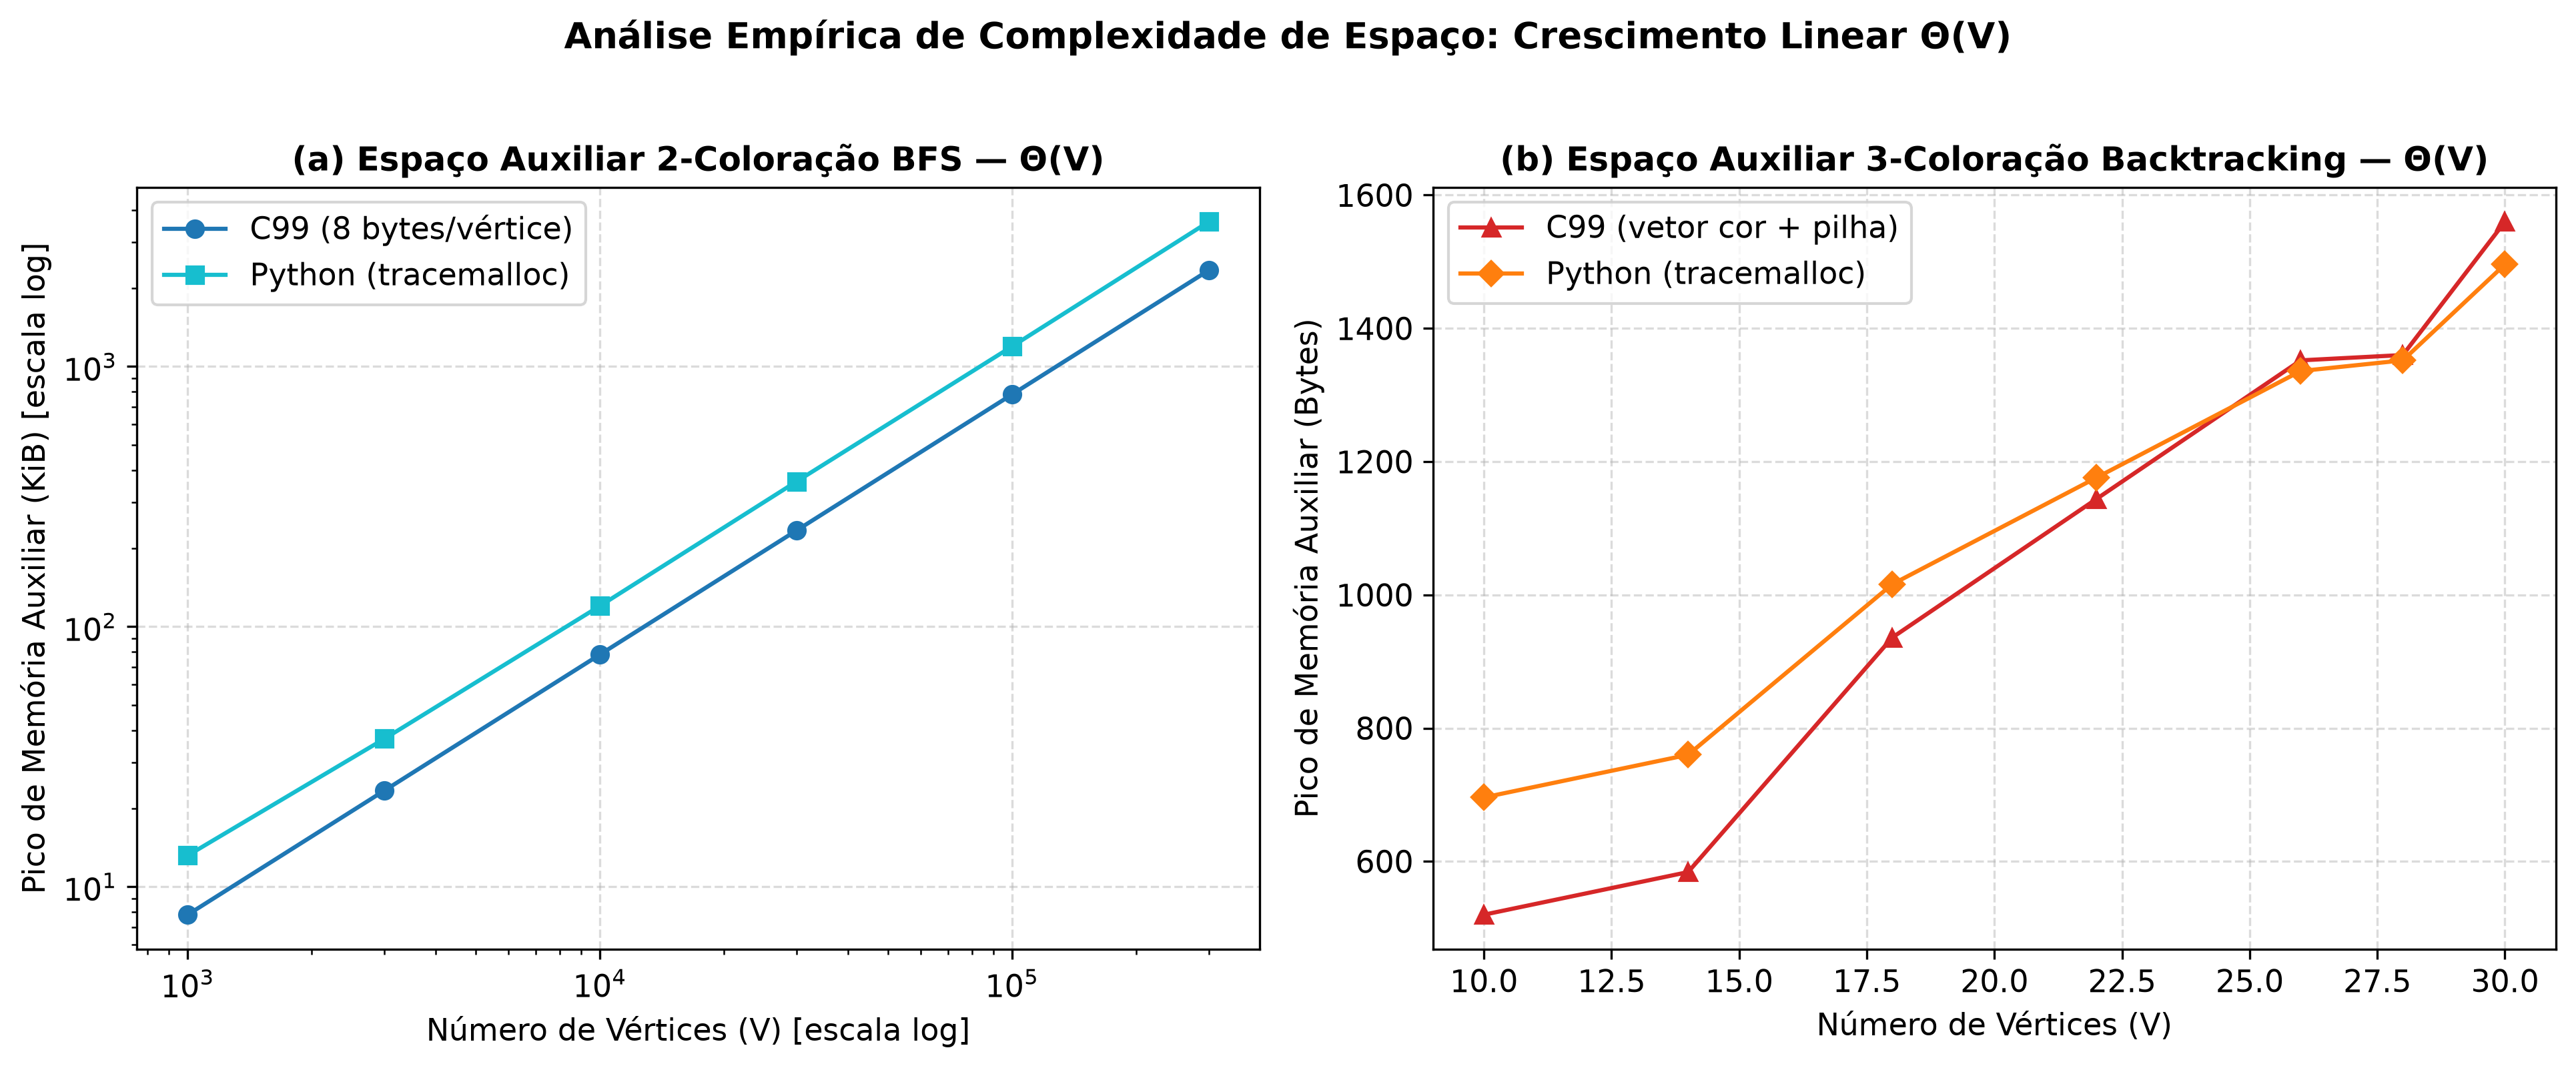 Análise Empírica de Complexidade de Espaço: Crescimento Linear Θ(V)
(a) Espaço Auxiliar 2-Coloração BFS — Θ(V)
C99 (8 bytes/vértice)
Python (tracemalloc)
Pico de Memória Auxiliar (KiB) [escala log]
10³
10²
10¹
10³ 10⁴ 10⁵
Número de Vértices (V) [escala log]
(b) Espaço Auxiliar 3-Coloração Backtracking — Θ(V)
C99 (vetor cor + pilha)
Python (tracemalloc)
Pico de Memória Auxiliar (Bytes)
1600
1400
1200
1000
800
600
10.0 12.5 15.0 17.5 20.0 22.5 25.0 27.5 30.0
Número de Vértices (V)